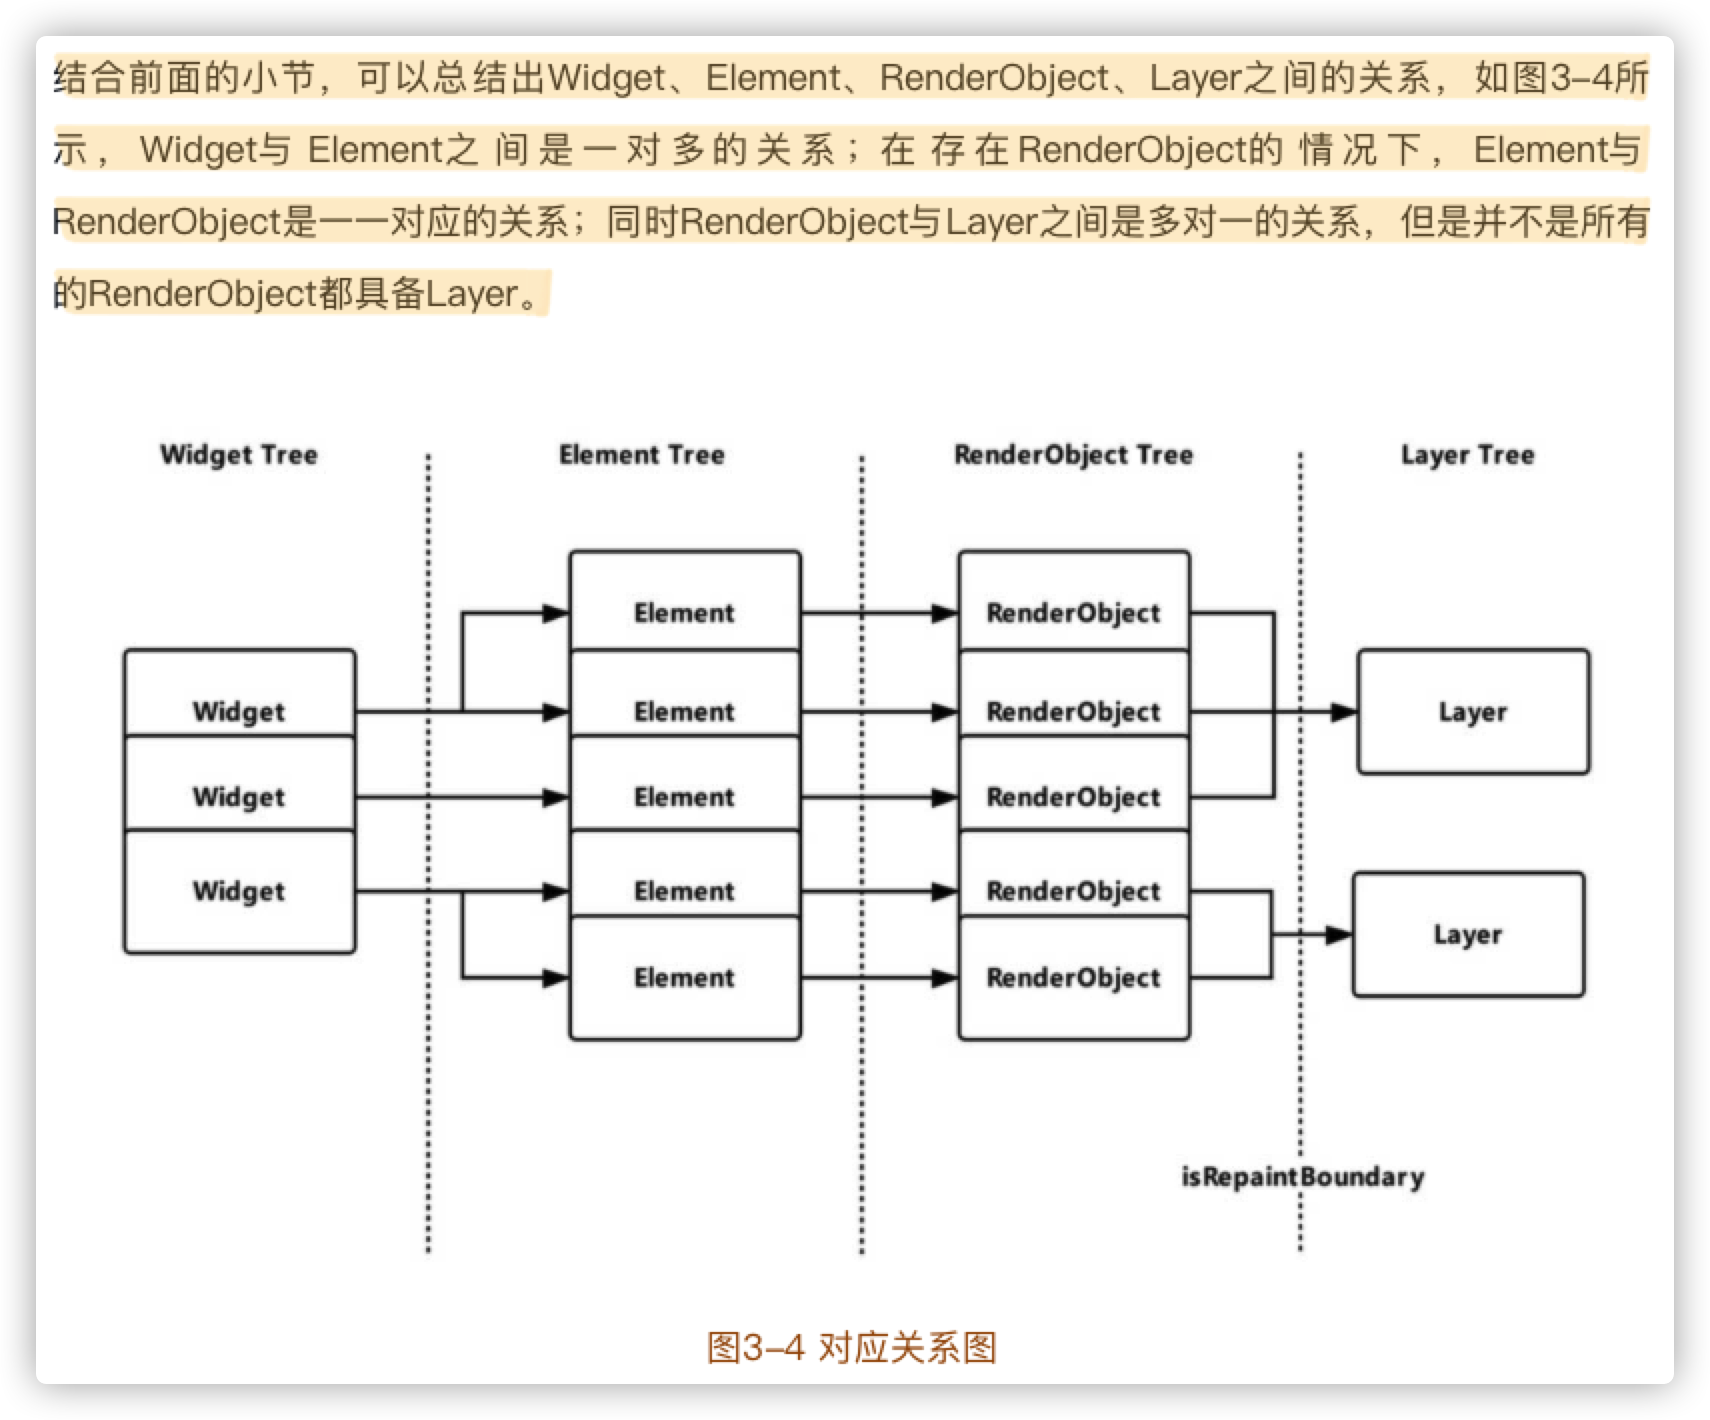 结合前面的小节，可以总结出Widget、Element、RenderObject、Layer之间的关系，如图3–4所
示，Widget与 Element之间是一对多的关系；在存在RenderObject的情况下，Element与
RenderObject是一一对应的关系；同时RenderObject与Layer之间是多对一的关系，但是并不是所有
的RenderObject都具备Layer。
Widget Tree
Element Tree
RenderObject Tree
Layer Tree
Element
RenderObject
Widget
Element
RenderObject
Layer
Widget
Element
RenderObject
Widget
Element
RenderObject
Layer
Element
RenderObject
isRepaintBoundary
图3–4 对应关系图